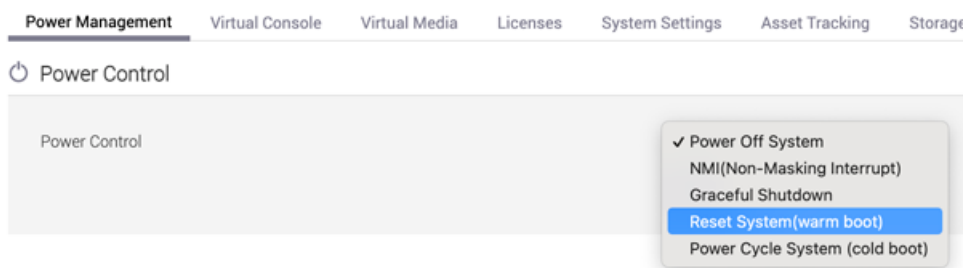 Power Management Virtual Console Virtual Media Licenses System Settings Asset Tracking Storage
Power Control
Power Control
✓ Power Off System
NMI(Non-Masking Interrupt)
Graceful Shutdown
Reset System(warm boot)
Power Cycle System (cold boot)